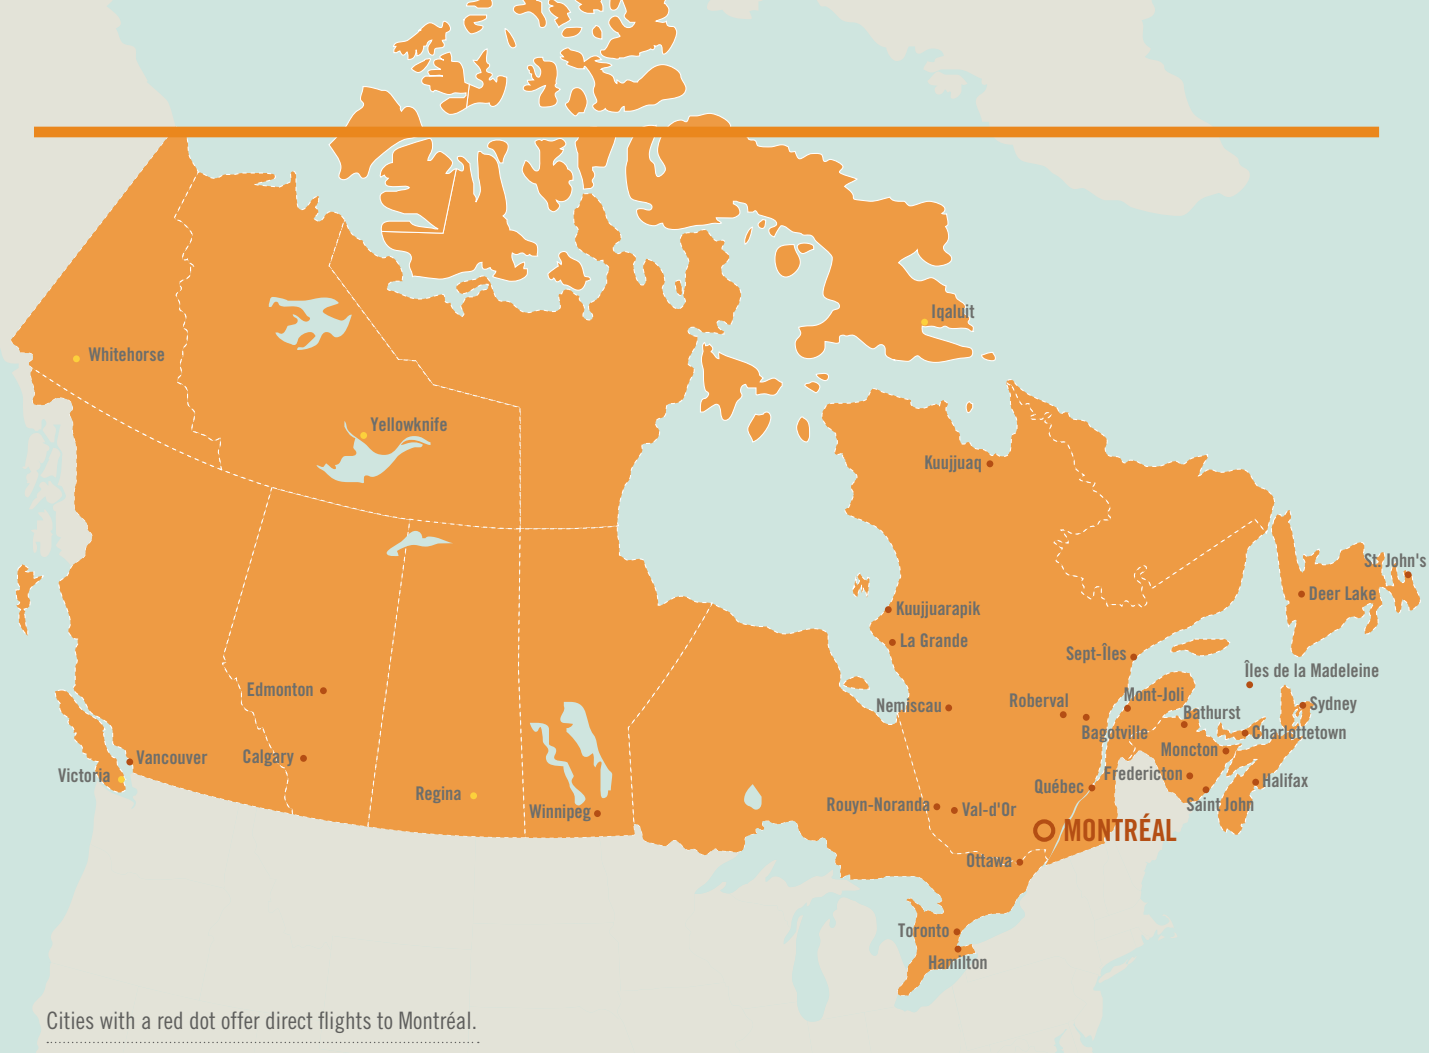 Iqaluit
Whitehorse
Yellowknife
Kuujjuaq
St. John's
Deer Lake
Kuujjuarapik
La Grande
Sept-Îles
Îles de la Madeleine
Edmonton
Mont-Joli
Roberval
Nemiscau
Sydney
Bathurst
Bagotville
Charlottetown
Moncton
Vancouver
Calgary
Victoria
Fredericton
Halifax
Québec
Regina
Rouyn-Noranda
Val-d'Or
Saint John
Winnipeg
MONTRÉAL
Ottawa
Toronto
Hamilton
Cities with a red dot offer direct flights to Montréal.